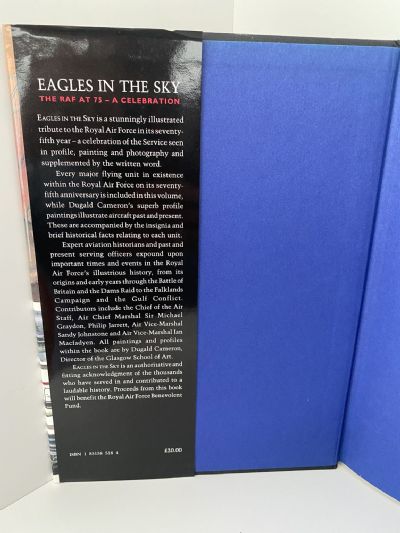 EAGLES IN THE SKY
THE RAF AT 75 – A CELEBRATION
EAGLES IN THE SKY is a stunningly illustrated
tribute to the Royal Air Force in its seventy-
fifth year – a celebration of the Service seen
in profile, painting and photography and
supplemented by the written word.
Every major flying unit in existence
within the Royal Air Force on its seventy-
fifth anniversary is included in this volume,
while Dugald Cameron's superb profile
paintings illustrate aircraft past and present.
These are accompanied by the insignia and
brief historical facts relating to each unit.
Expert aviation historians and past and
present serving officers expound upon
important times and events in the Royal
Air Force's illustrious history, from its
origins and early years through the Battle of
Britain and the Dams Raid to the Falklands
Campaign and the Gulf Conflict.
Contributors include the Chief of the Air
Staff, Air Chief Marshal Sir Michael
Graydon, Philip Jarrett, Air Vice-Marshal
Sandy Johnstone and Air Vice-Marshal Ian
Macfadyen. All paintings and profiles
within the book are by Dugald Cameron,
Director of the Glasgow School of Art.
EAGLES IN THE SKY is an authoritative and
fitting acknowledgment of the thousands
who have served in and contributed to a
laudable history. Proceeds from this book
will benefit the Royal Air Force Benevolent
Fund.
ISBN 1 85158 528 4 £20.00